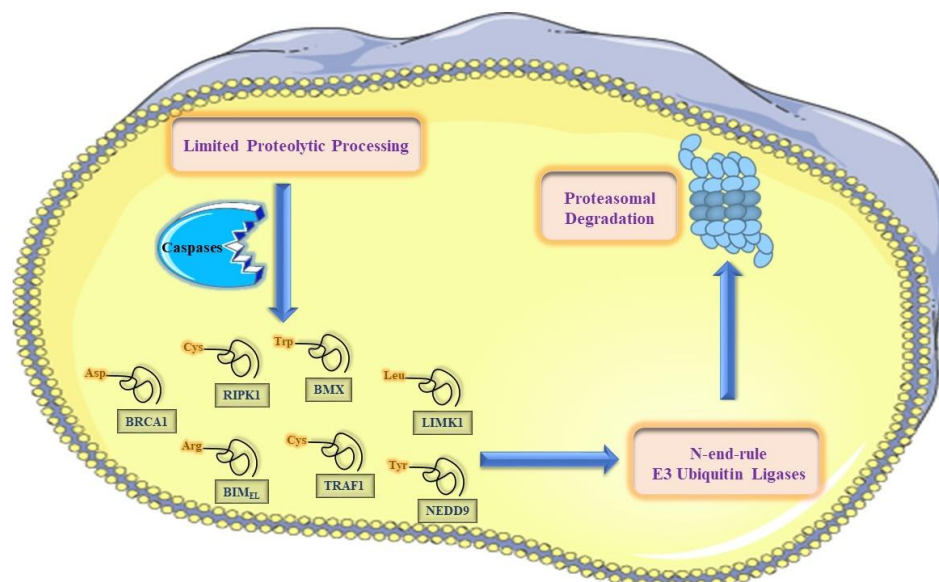 Limited Proteolytic Processing
Caspases
Proteasomal
Degradation
Asp
BRCA1
Cys
RIPK1
Trp
BMX
Leu
LIMK1
Arg
BIMEL
Cys
TRAF1
Tyr
NEDD9
N-end-rule
E3 Ubiquitin Ligases